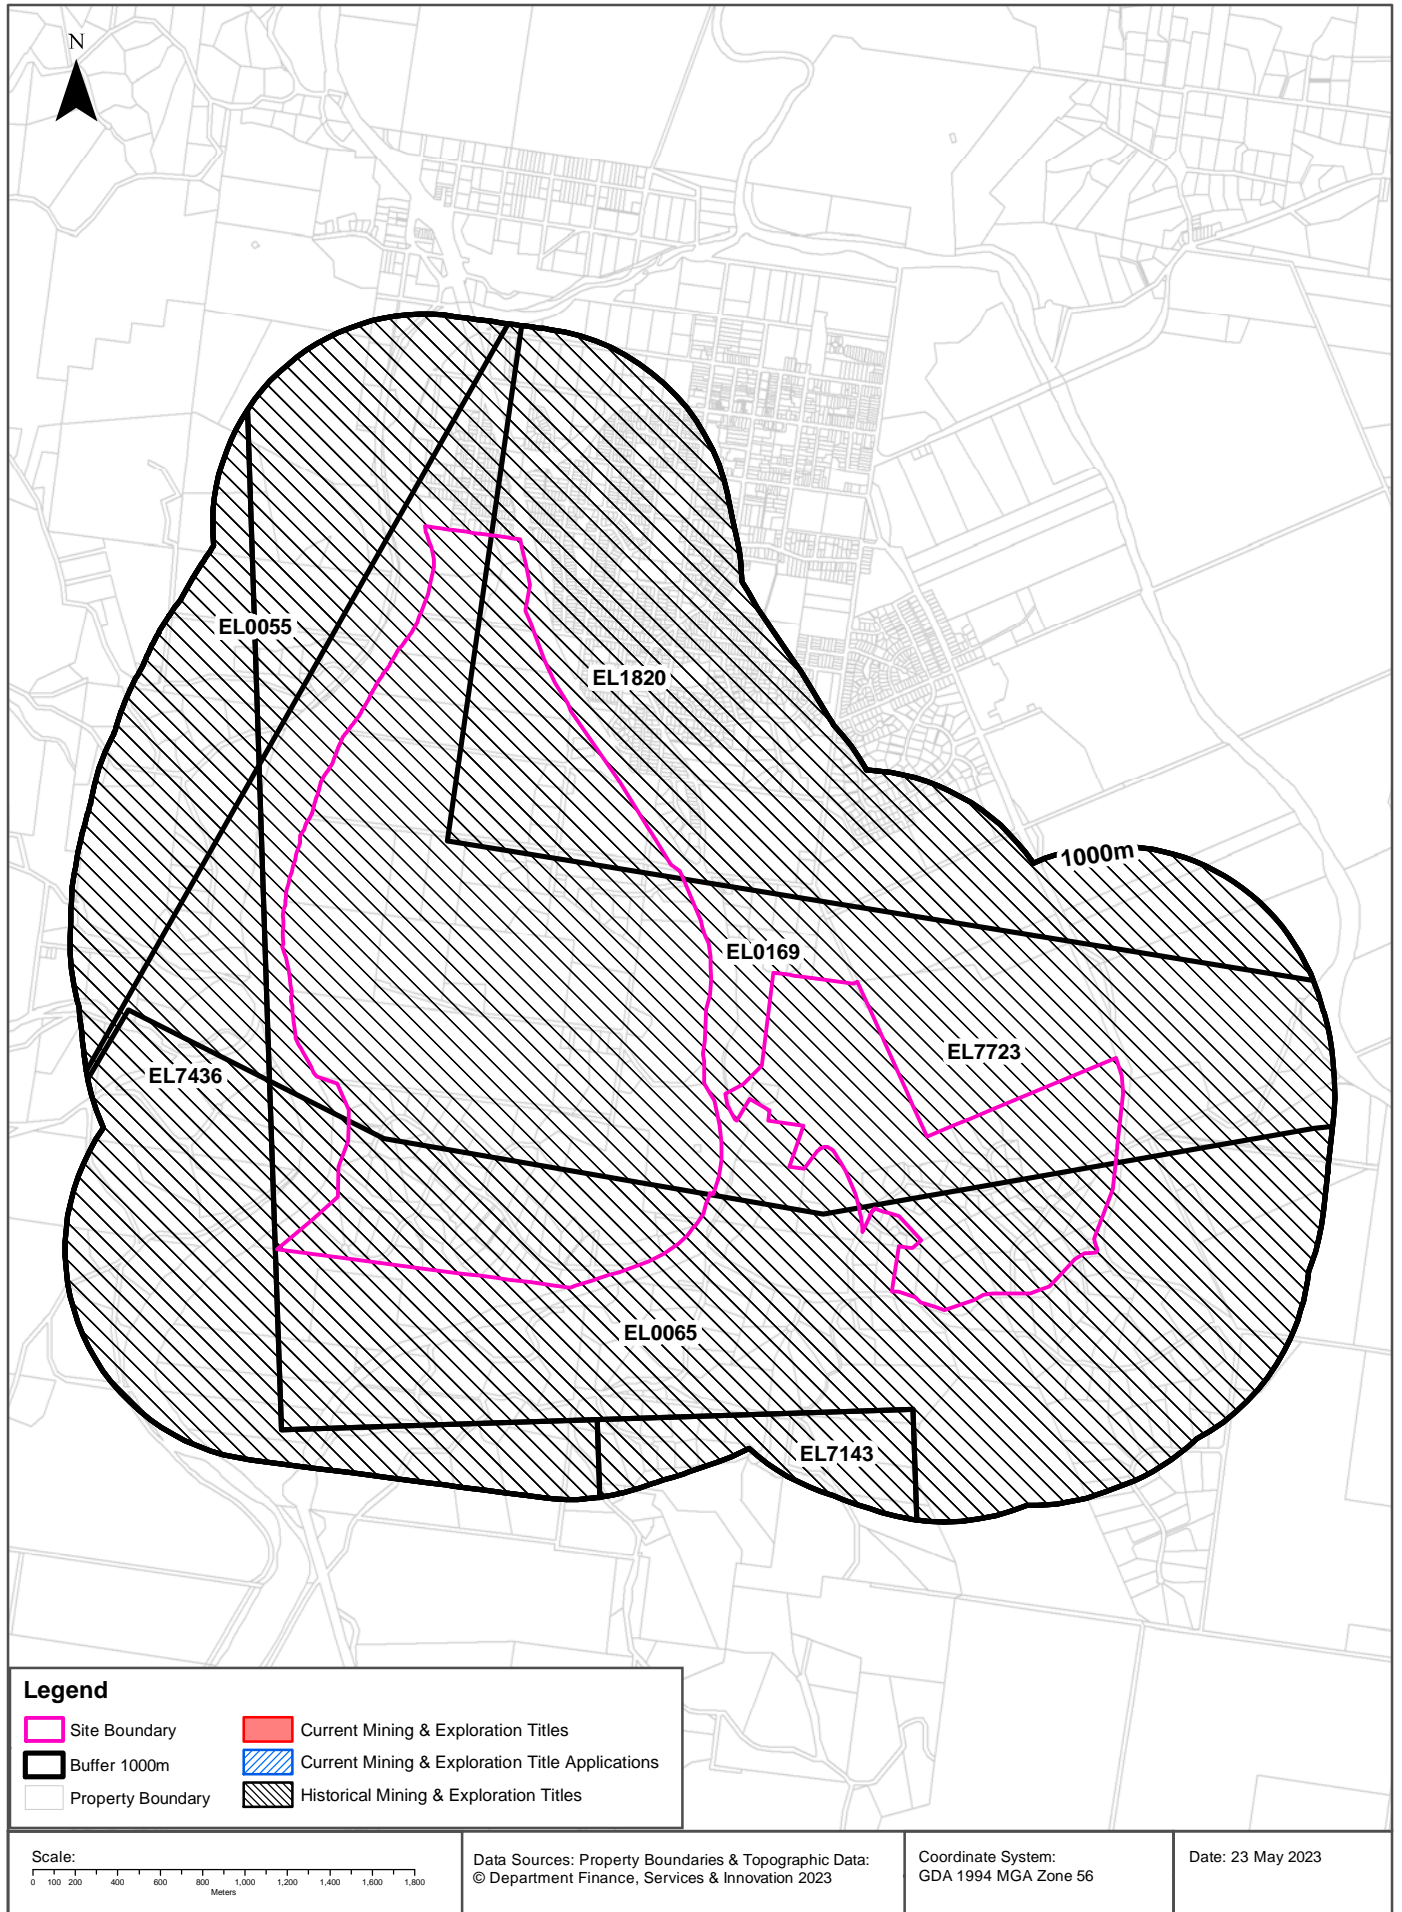 N
EL0055
EL1820
1000m
EL0169
EL7723
EL7436
EL0065
EL7143
Legend
Site Boundary
Buffer 1000m
Property Boundary
Current Mining & Exploration Titles
Current Mining & Exploration Title Applications
Historical Mining & Exploration Titles
Scale:
0 100 200 400 600 800 1,000 1,200 1,400 1,600 1,800
Meters
Data Sources: Property Boundaries & Topographic Data:
© Department Finance, Services & Innovation 2023
Coordinate System:
GDA 1994 MGA Zone 56
Date: 23 May 2023